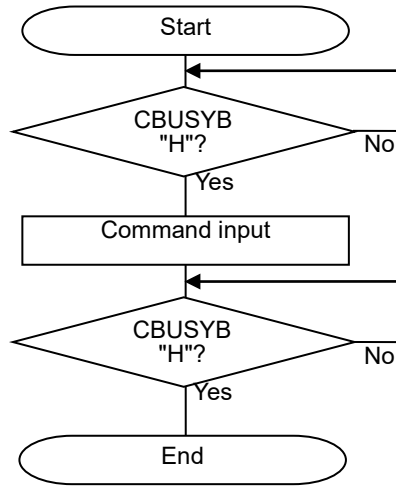 Start
CBUSYB
"H"?
No
Yes
Command input
CBUSYB
"H"?
No
Yes
End